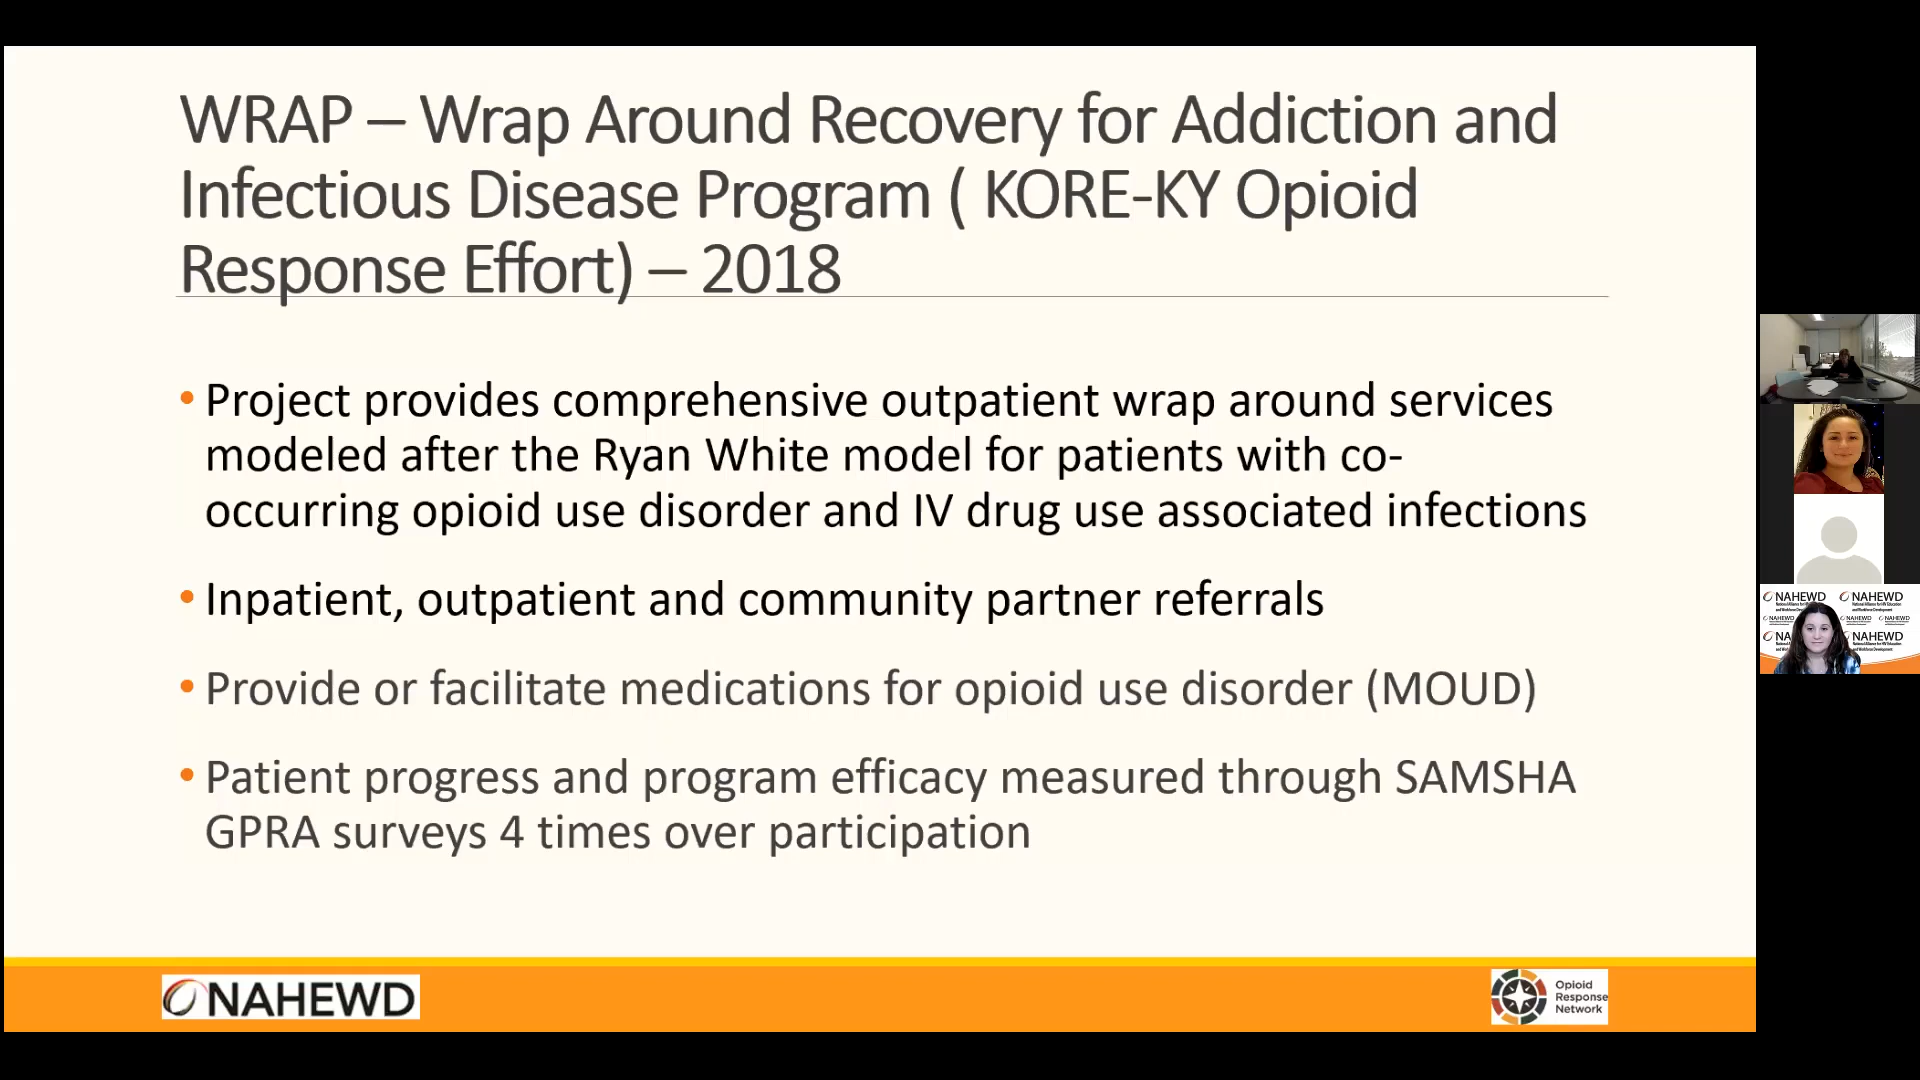 WRAP – Wrap Around Recovery for Addiction and
Infectious Disease Program ( KORE-KY Opioid
Response Effort) – 2018
• Project provides comprehensive outpatient wrap around services
modeled after the Ryan White model for patients with co-
occurring opioid use disorder and IV drug use associated infections
• Inpatient, outpatient and community partner referrals
• Provide or facilitate medications for opioid use disorder (MOUD)
• Patient progress and program efficacy measured through SAMSHA
GPRA surveys 4 times over participation
NAHEWD
Opioid
Response
Network
NAHEWD
NAHEWD
NAHEWD
NAHEWD
NAHEWD
NA
NAHEWD